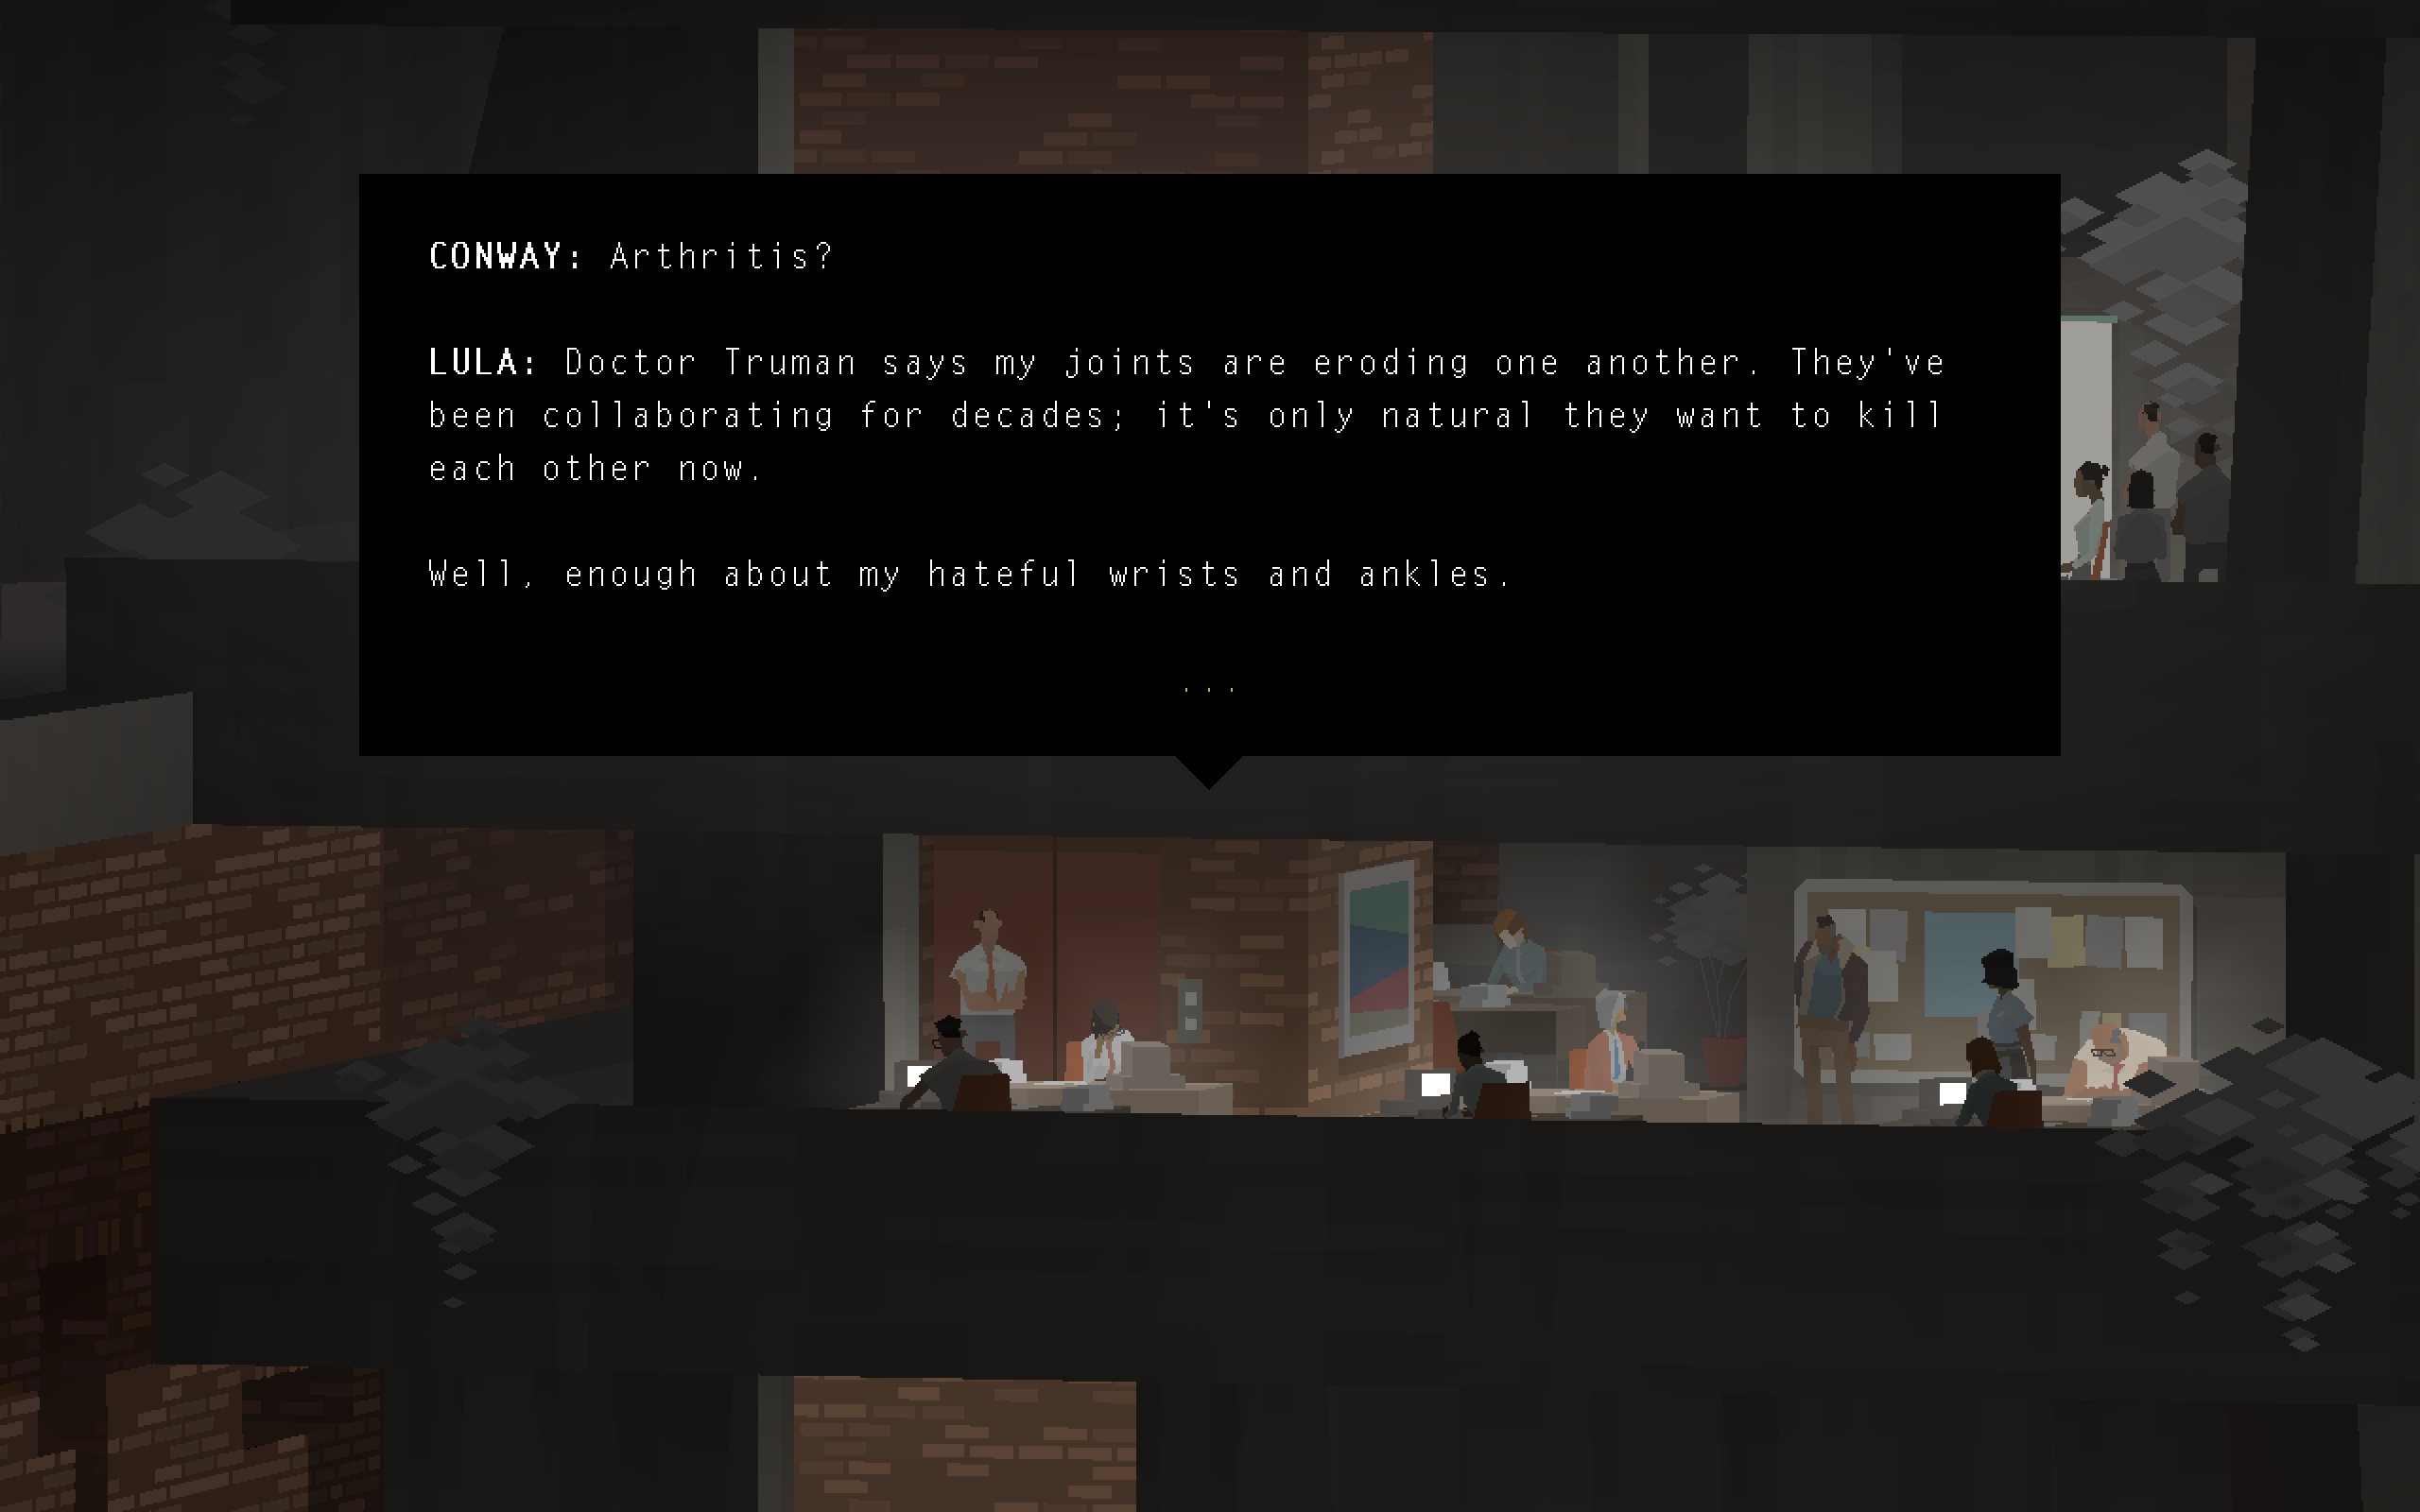 CONWAY: Arthritis?
LULA: Doctor Truman says my joints are eroding one another. They've
been collaborating for decades; it's only natural they want to kill
each other now.
Well, enough about my hateful wrists and ankles.
...